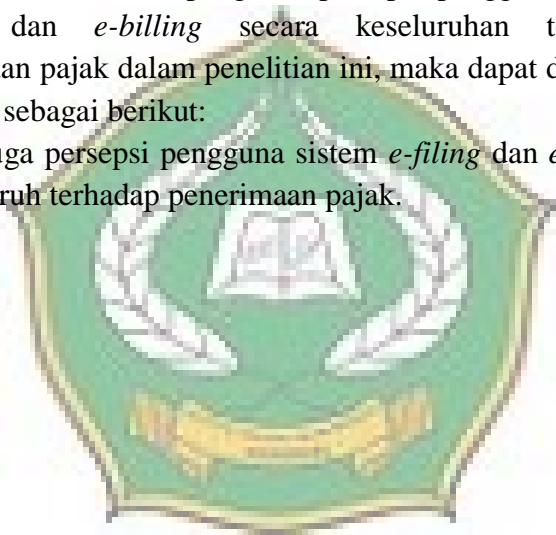 dan e-billing secara keseluruhan t
an pajak dalam penelitian ini, maka dapat d
sebagai berikut:
ga persepsi pengguna sistem e-filing dan e
ruh terhadap penerimaan pajak.